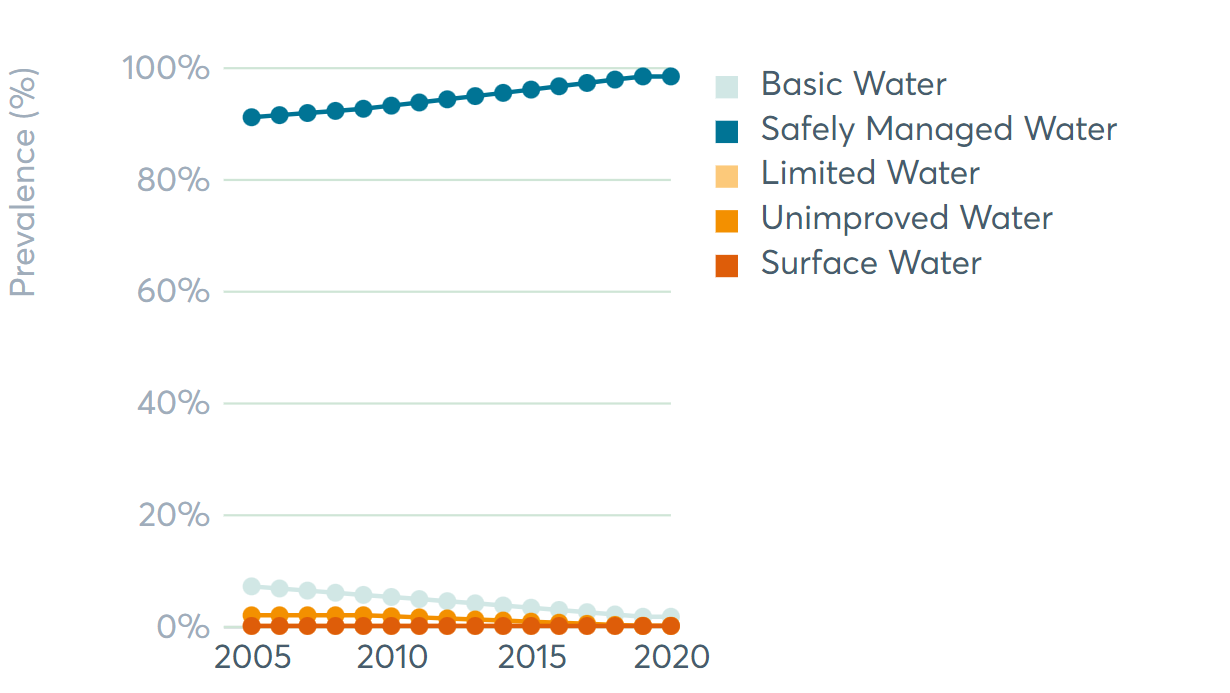 Prevalence (%)
100%
80%
60%
40%
20%
0%
2005 2010 2015 2020
Basic Water
Safely Managed Water
Limited Water
Unimproved Water
Surface Water